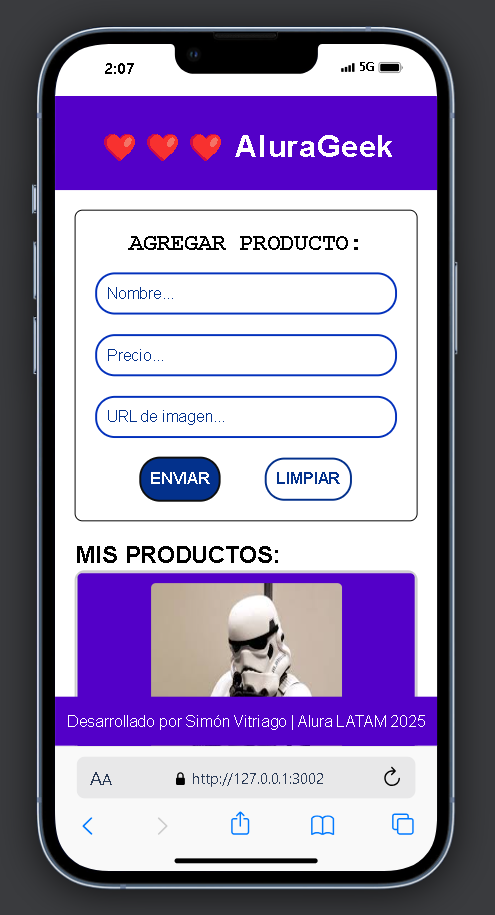 2:07
5G
AluraGeek
AGREGAR PRODUCTO:
Nombre...
Precio...
URL de imagen...
ENVIAR LIMPIAR
MIS PRODUCTOS:
Desarrollado por Simón Vitriago | Alura LATAM 2025
AA http://127.0.0.1:3002